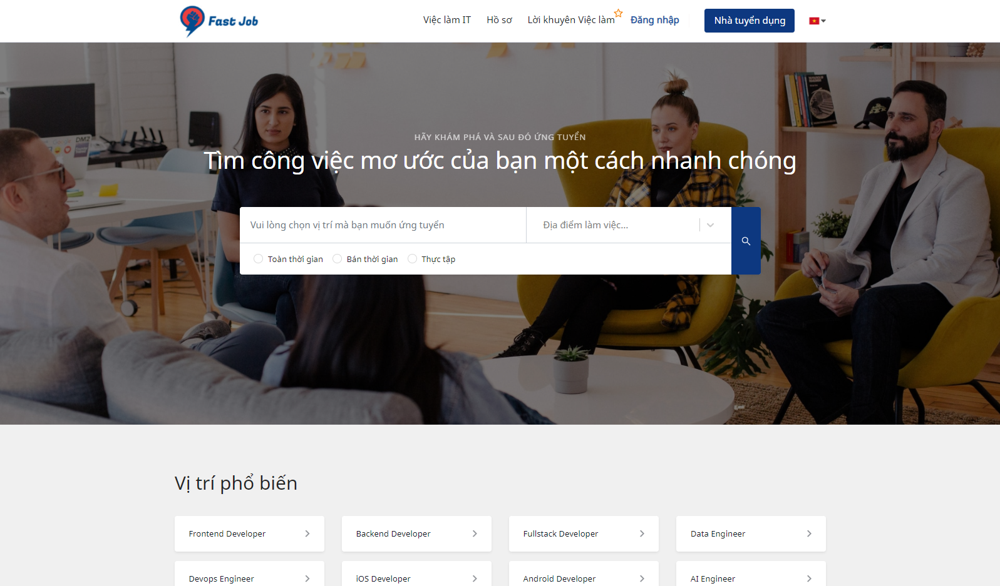 Fast Job
Việc làm IT
Hồ sơ
Lời khuyên Việc làm
Đăng nhập
Nhà tuyển dụng
HÃY KHÁM PHÁ VÀ SAU ĐÓ ỨNG TUYỂN
Tìm công việc mơ ước của bạn một cách nhanh chóng
Vui lòng chọn vị trí mà bạn muốn ứng tuyển
Địa điểm làm việc...
Toàn thời gian
Bán thời gian
Thực tập
Vị trí phổ biến
Frontend Developer
Backend Developer
Fullstack Developer
Data Engineer
Devops Engineer
iOS Developer
Android Developer
AI Engineer